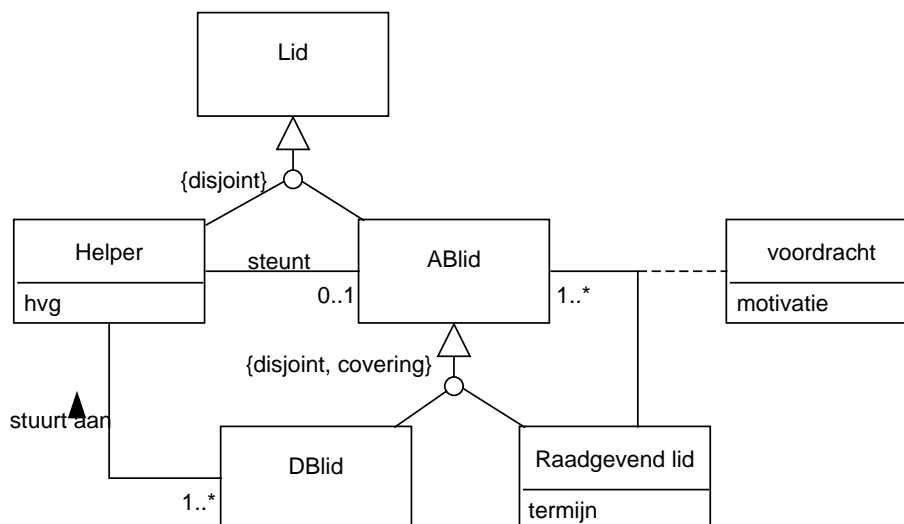 Lid
{disjoint}
Helper
hvg
steunt
0..1
ABlid
1..*
voordracht
motivatie
{disjoint, covering}
stuurt aan
1..*
DBlid
Raadgevend lid
termijn